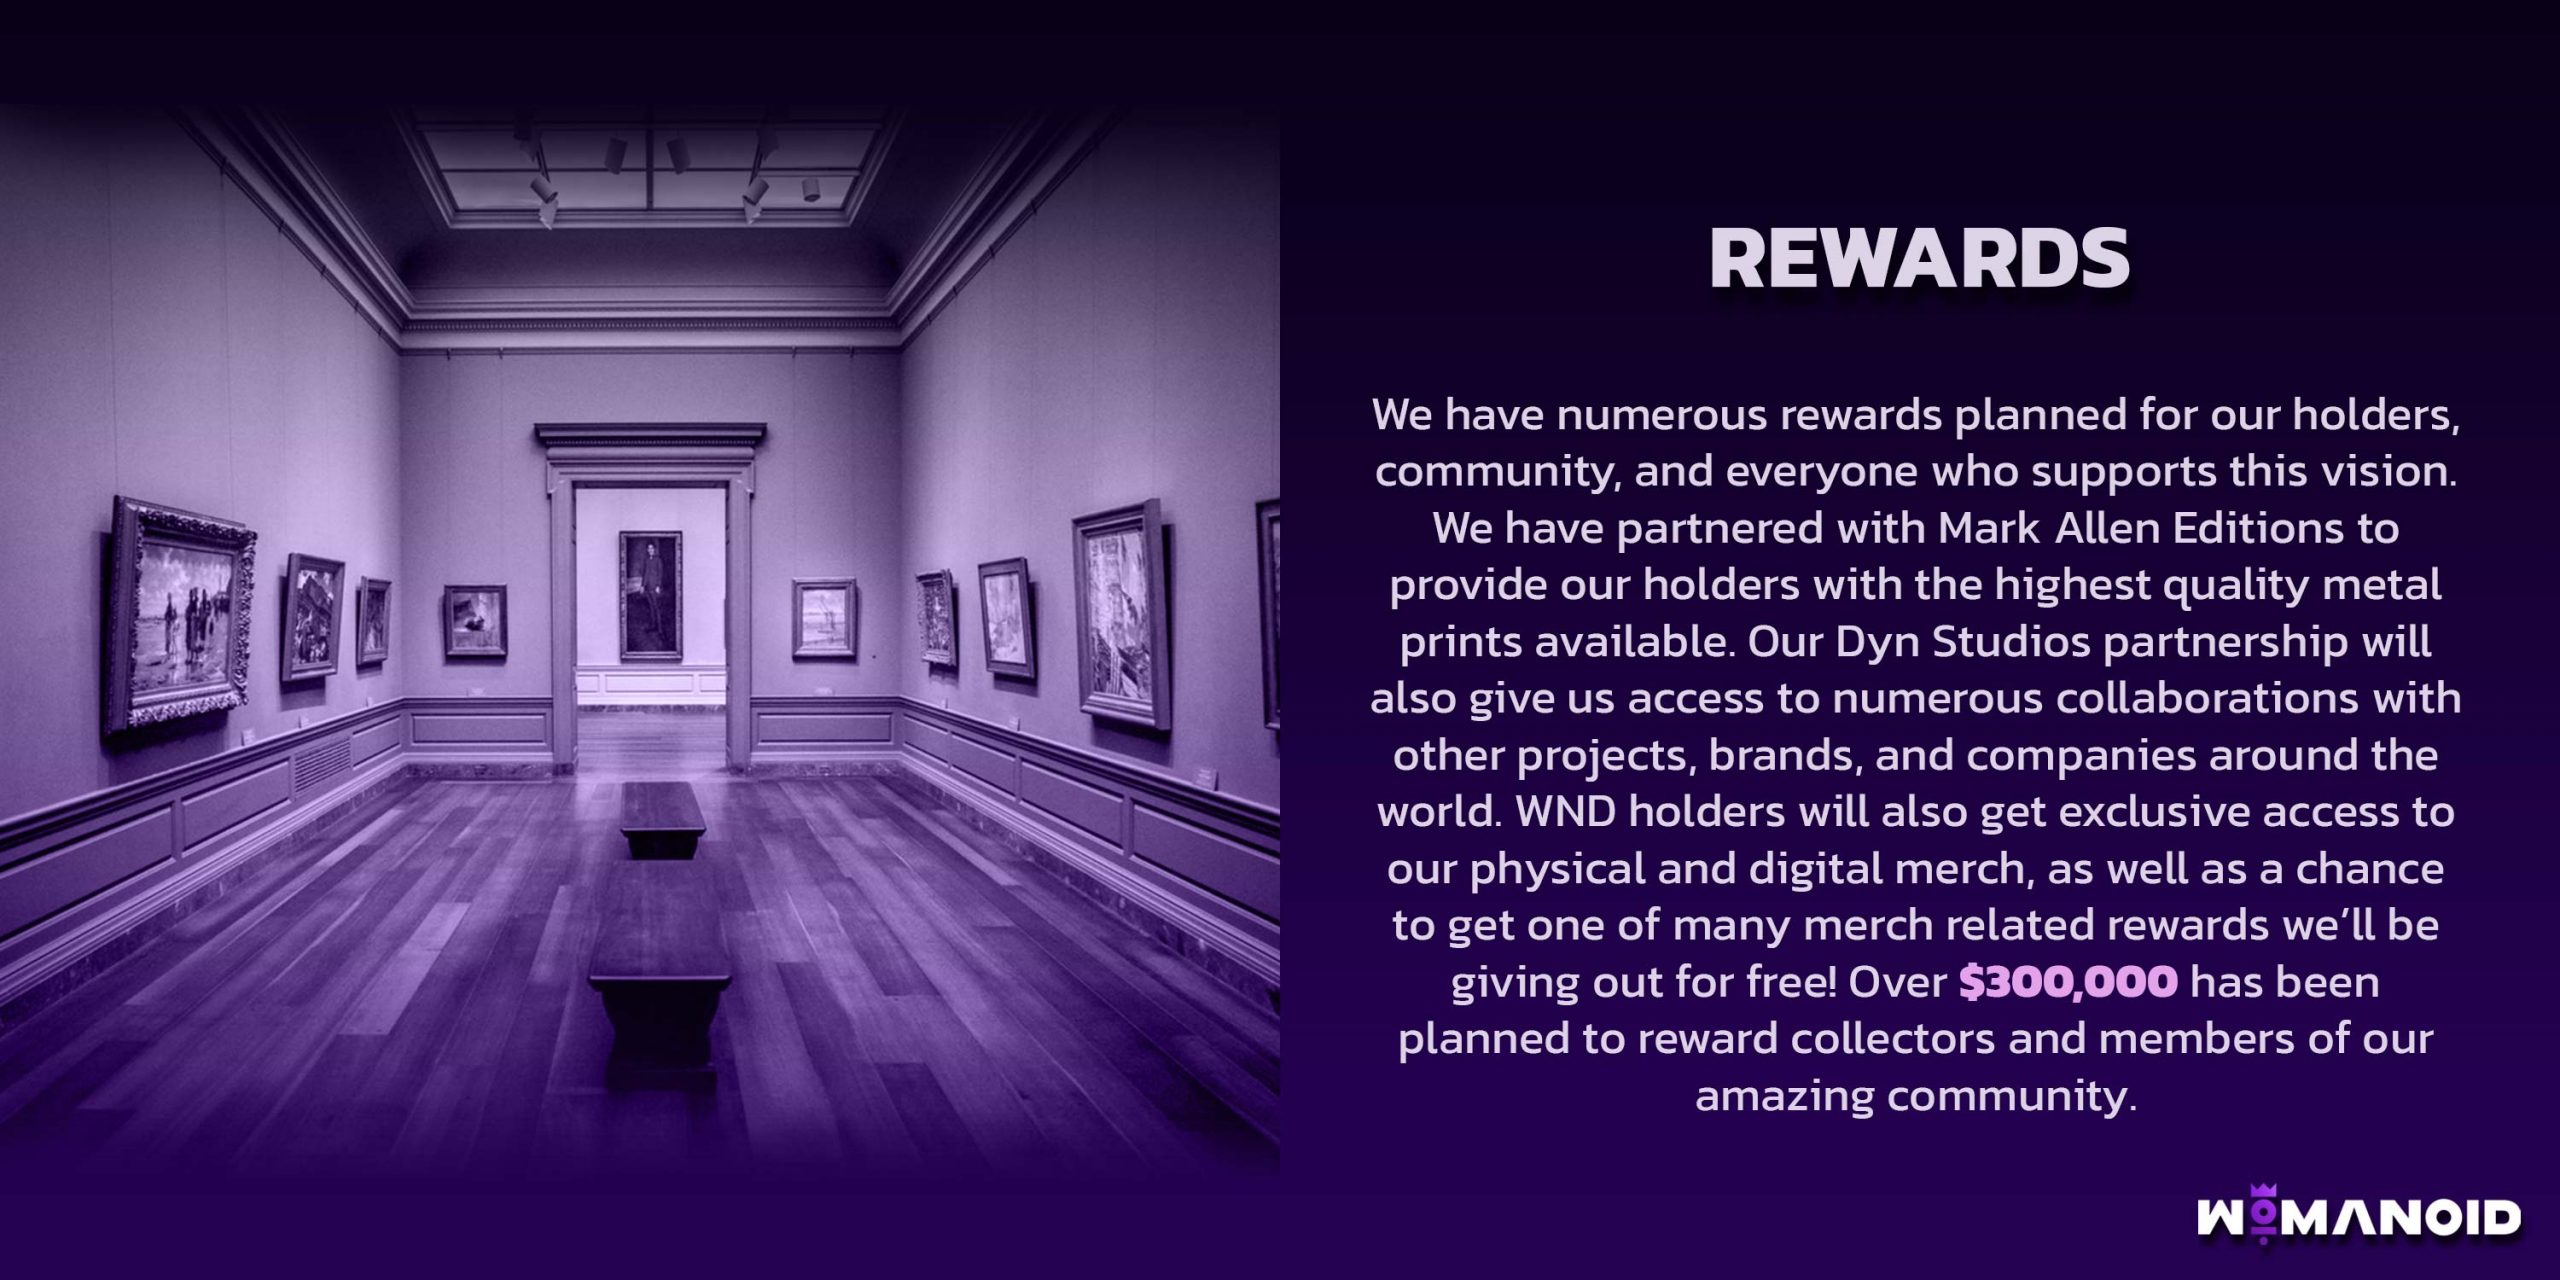 REWARDS
We have numerous rewards planned for our holders,
community, and everyone who supports this vision.
We have partnered with Mark Allen Editions to
provide our holders with the highest quality metal
prints available. Our Dyn Studios partnership will
also give us access to numerous collaborations with
other projects, brands, and companies around the
world. WND holders will also get exclusive access to
our physical and digital merch, as well as a chance
to get one of many merch related rewards we’ll be
giving out for free! Over $300,000 has been
planned to reward collectors and members of our
amazing community.
WOMANOID